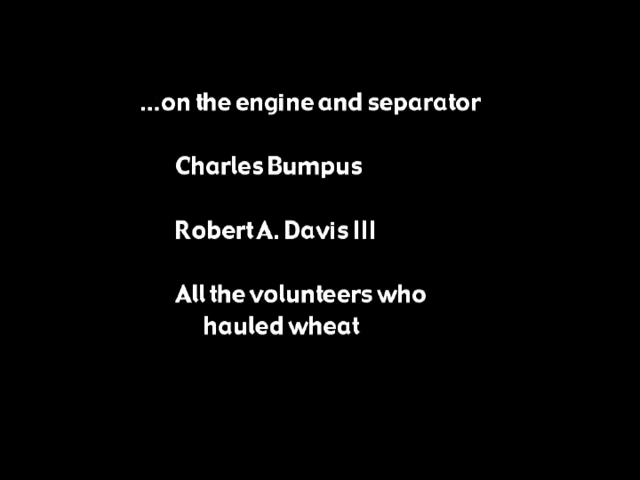 ...on the engine and separator
Charles Bumpus
Robert A. Davis III
All the volunteers who
hauled wheat